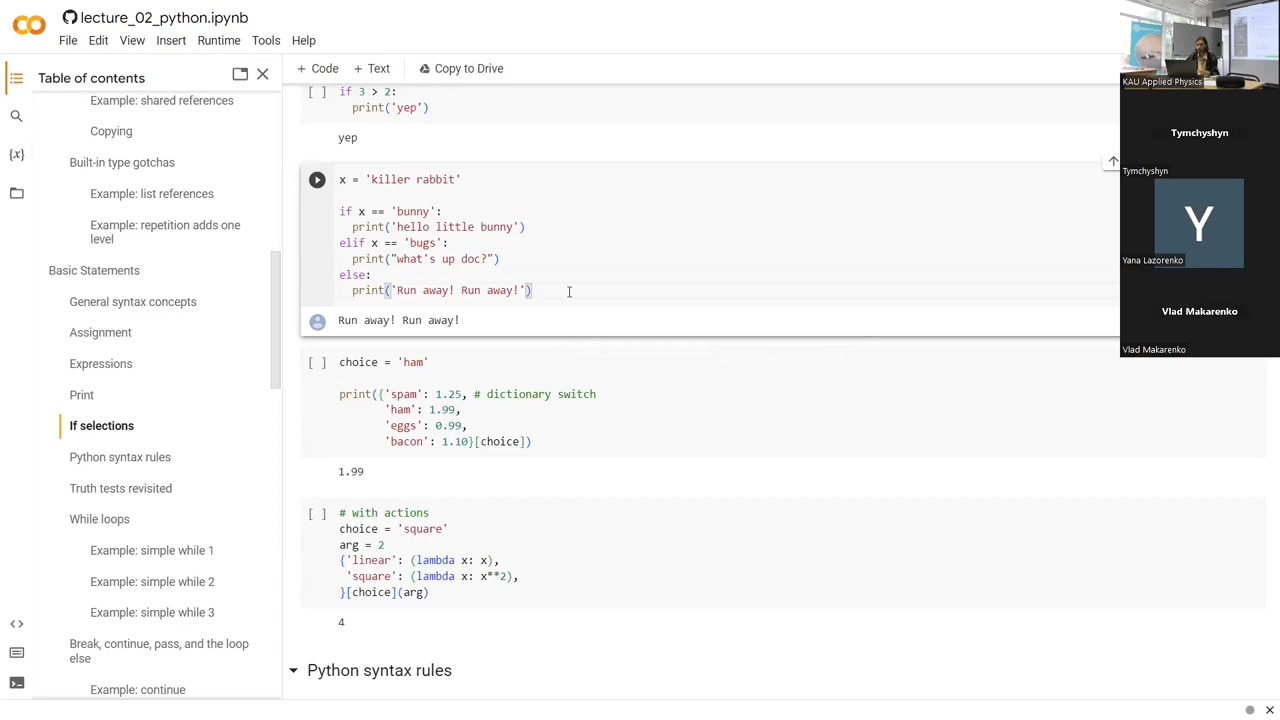 lecture_02_python.ipynb
File Edit View Insert Runtime Tools Help
Table of contents
Example: shared references
Copying
Built-in type gotchas
Example: list references
Example: repetition adds one
level
Basic Statements
General syntax concepts
Assignment
Expressions
Print
If selections
Python syntax rules
Truth tests revisited
While loops
Example: simple while 1
Example: simple while 2
Example: simple while 3
Break, continue, pass, and the loop
else
Example: continue
+ Code + Text Copy to Drive
[ ] if 3 > 2:
print('yep')
yep
x = 'killer rabbit'
if x == 'bunny':
print('hello little bunny')
elif x == 'bugs':
print("what's up doc?")
else:
print('Run away! Run away!')
Run away! Run away!
[ ] choice = 'ham'
print({'spam': 1.25, # dictionary switch
'ham': 1.99,
'eggs': 0.99,
'bacon': 1.10}[choice])
1.99
[ ] # with actions
choice = 'square'
arg = 2
{'linear': (lambda x: x),
'square': (lambda x: x**2),
}[choice](arg)
4
Python syntax rules
KAU Applied Physics
Tymchyshyn
Tymchyshyn
Y
Yana Lazorenko
Vlad Makarenko
Vlad Makarenko